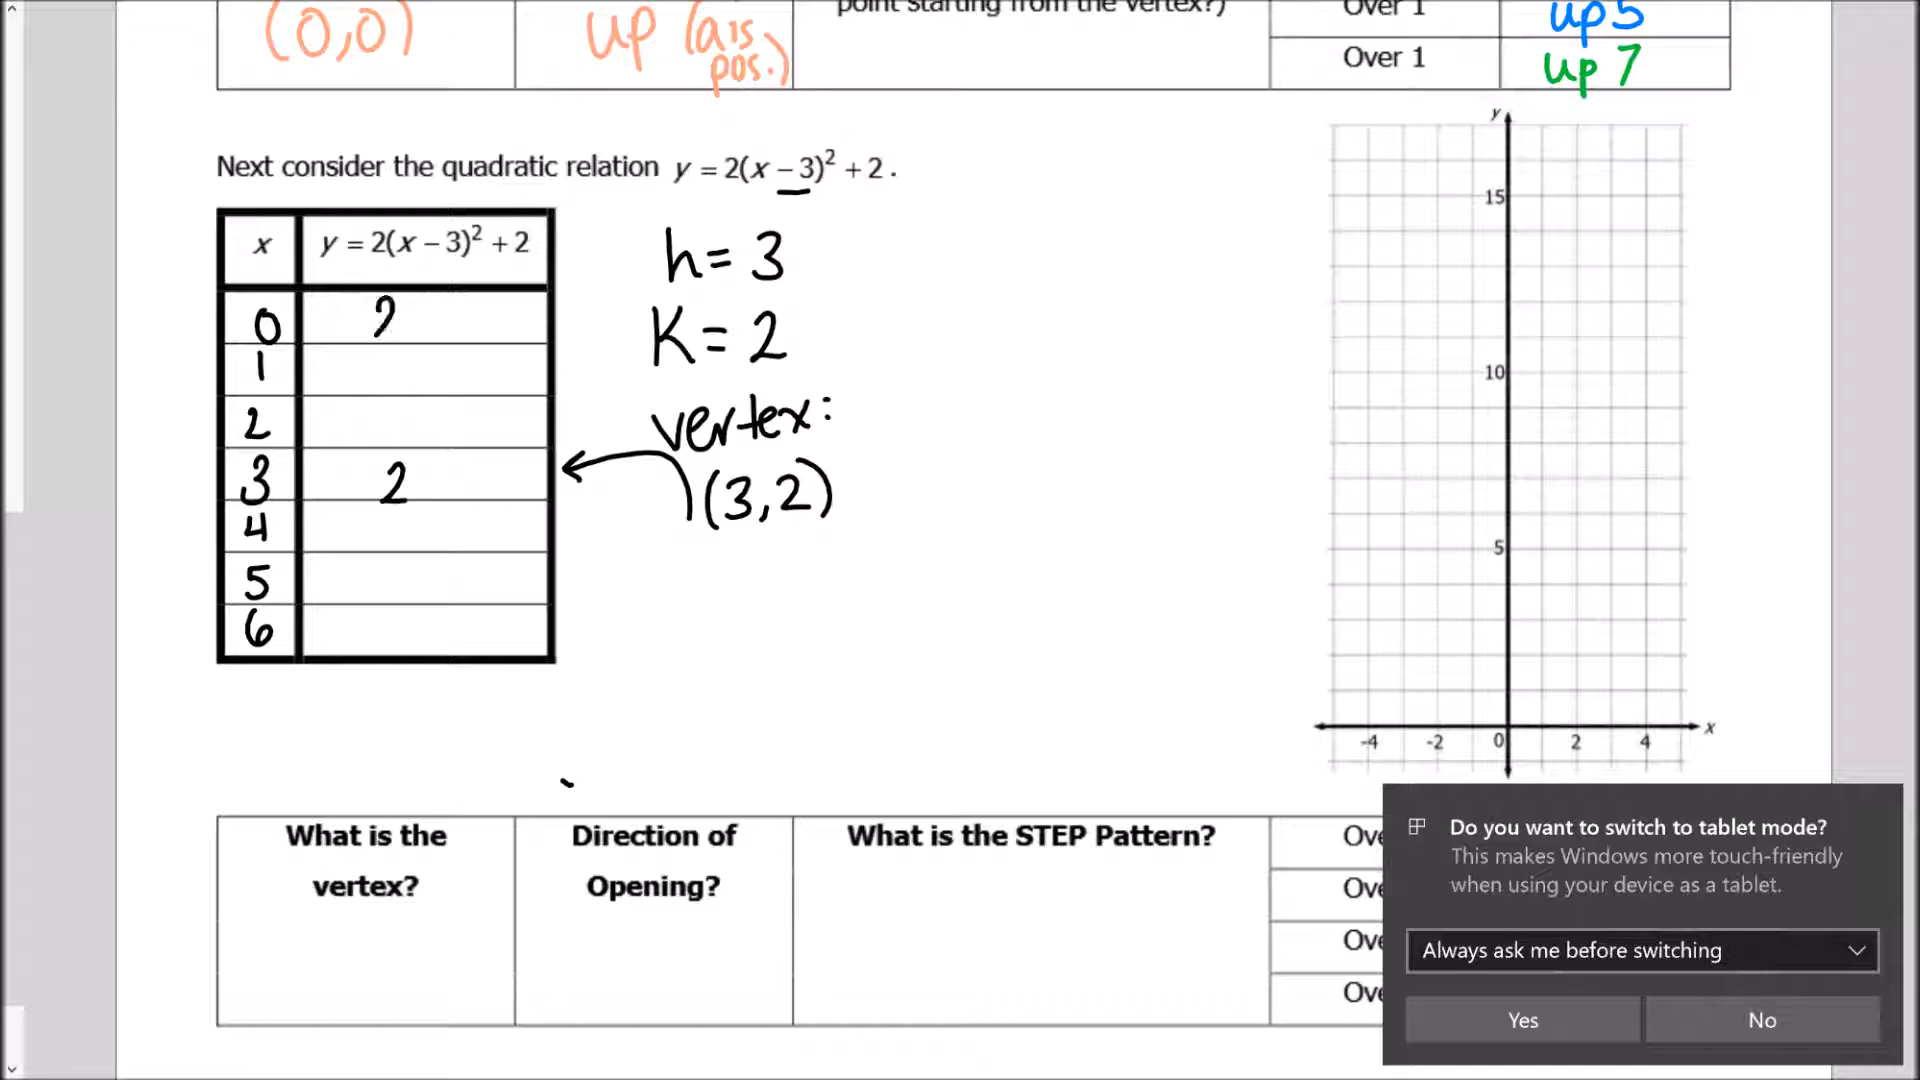 point starting from the vertex?)
Over 1
up 5
(0,0)
up (a is pos.)
Over 1
up 7
Next consider the quadratic relation y = 2(x – 3)² + 2 .
x
y = 2(x – 3)² + 2
0
1
2
3 2
4
5
6
h = 3
K = 2
vertex:
(3,2)
y
15
10
5
-4 -2 0 2 4 x
What is the vertex?
Direction of Opening?
What is the STEP Pattern?
Do you want to switch to tablet mode?
This makes Windows more touch-friendly
when using your device as a tablet.
Always ask me before switching
Yes No